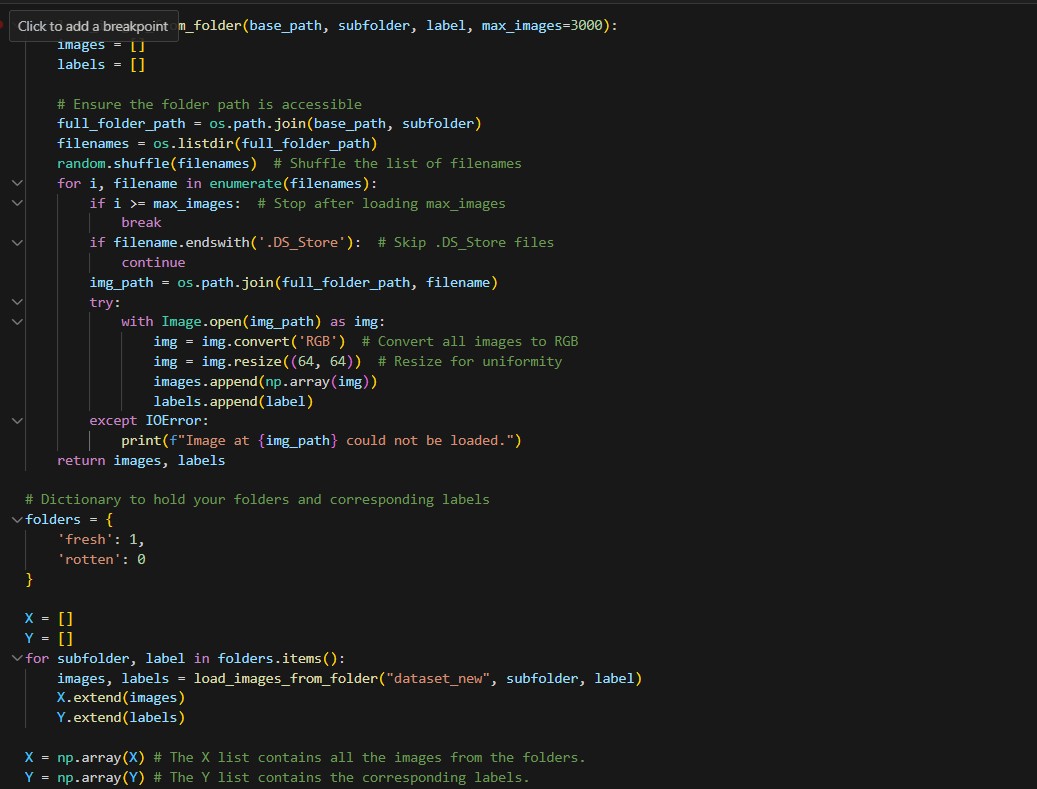 Click to add a breakpoint m_folder(base_path, subfolder, label, max_images=3000):
    images = []
    labels = []

    # Ensure the folder path is accessible
    full_folder_path = os.path.join(base_path, subfolder)
    filenames = os.listdir(full_folder_path)
    random.shuffle(filenames)  # Shuffle the list of filenames
    for i, filename in enumerate(filenames):
        if i >= max_images:  # Stop after loading max_images
            break
        if filename.endswith('.DS_Store'):  # Skip .DS_Store files
            continue
        img_path = os.path.join(full_folder_path, filename)
        try:
            with Image.open(img_path) as img:
                img = img.convert('RGB')  # Convert all images to RGB
                img = img.resize((64, 64))  # Resize for uniformity
                images.append(np.array(img))
                labels.append(label)
        except IOError:
            print(f"Image at {img_path} could not be loaded.")
    return images, labels

# Dictionary to hold your folders and corresponding labels
folders = {
    'fresh': 1,
    'rotten': 0
}

X = []
Y = []
for subfolder, label in folders.items():
    images, labels = load_images_from_folder("dataset_new", subfolder, label)
    X.extend(images)
    Y.extend(labels)

X = np.array(X) # The X list contains all the images from the folders.
Y = np.array(Y) # The Y list contains the corresponding labels.